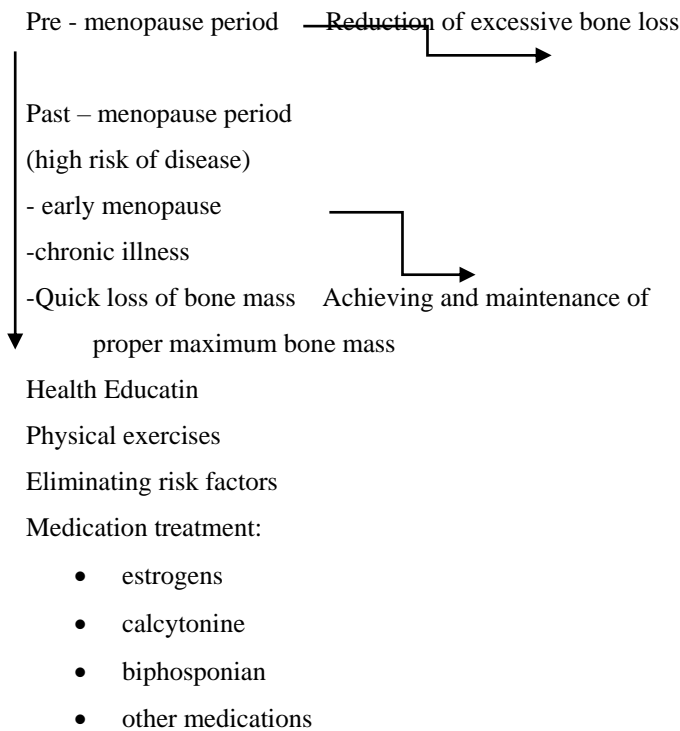 Pre - menopause period Reduction of excessive bone loss
Past – menopause period
(high risk of disease)
- early menopause
-chronic illness
-Quick loss of bone mass Achieving and maintenance of
proper maximum bone mass
Health Educatin
Physical exercises
Eliminating risk factors
Medication treatment:
• estrogens
• calcytonine
• biphosponian
• other medications